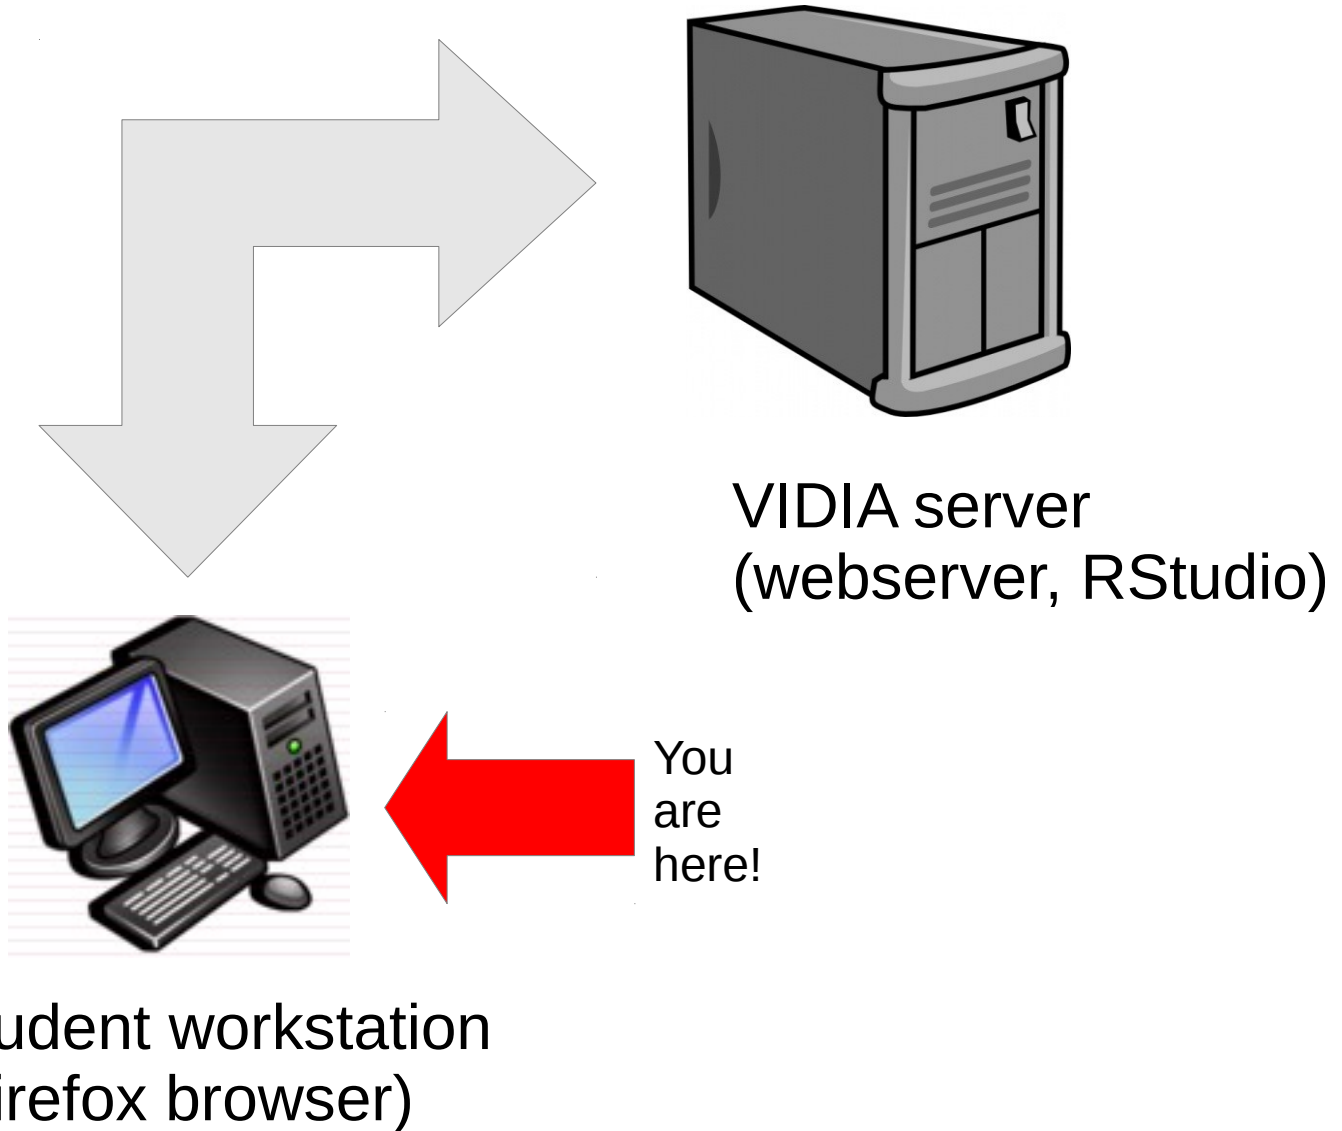 VIDIA server
(webserver, RStudio)
You
are
here!
udent workstation
irefox browser)